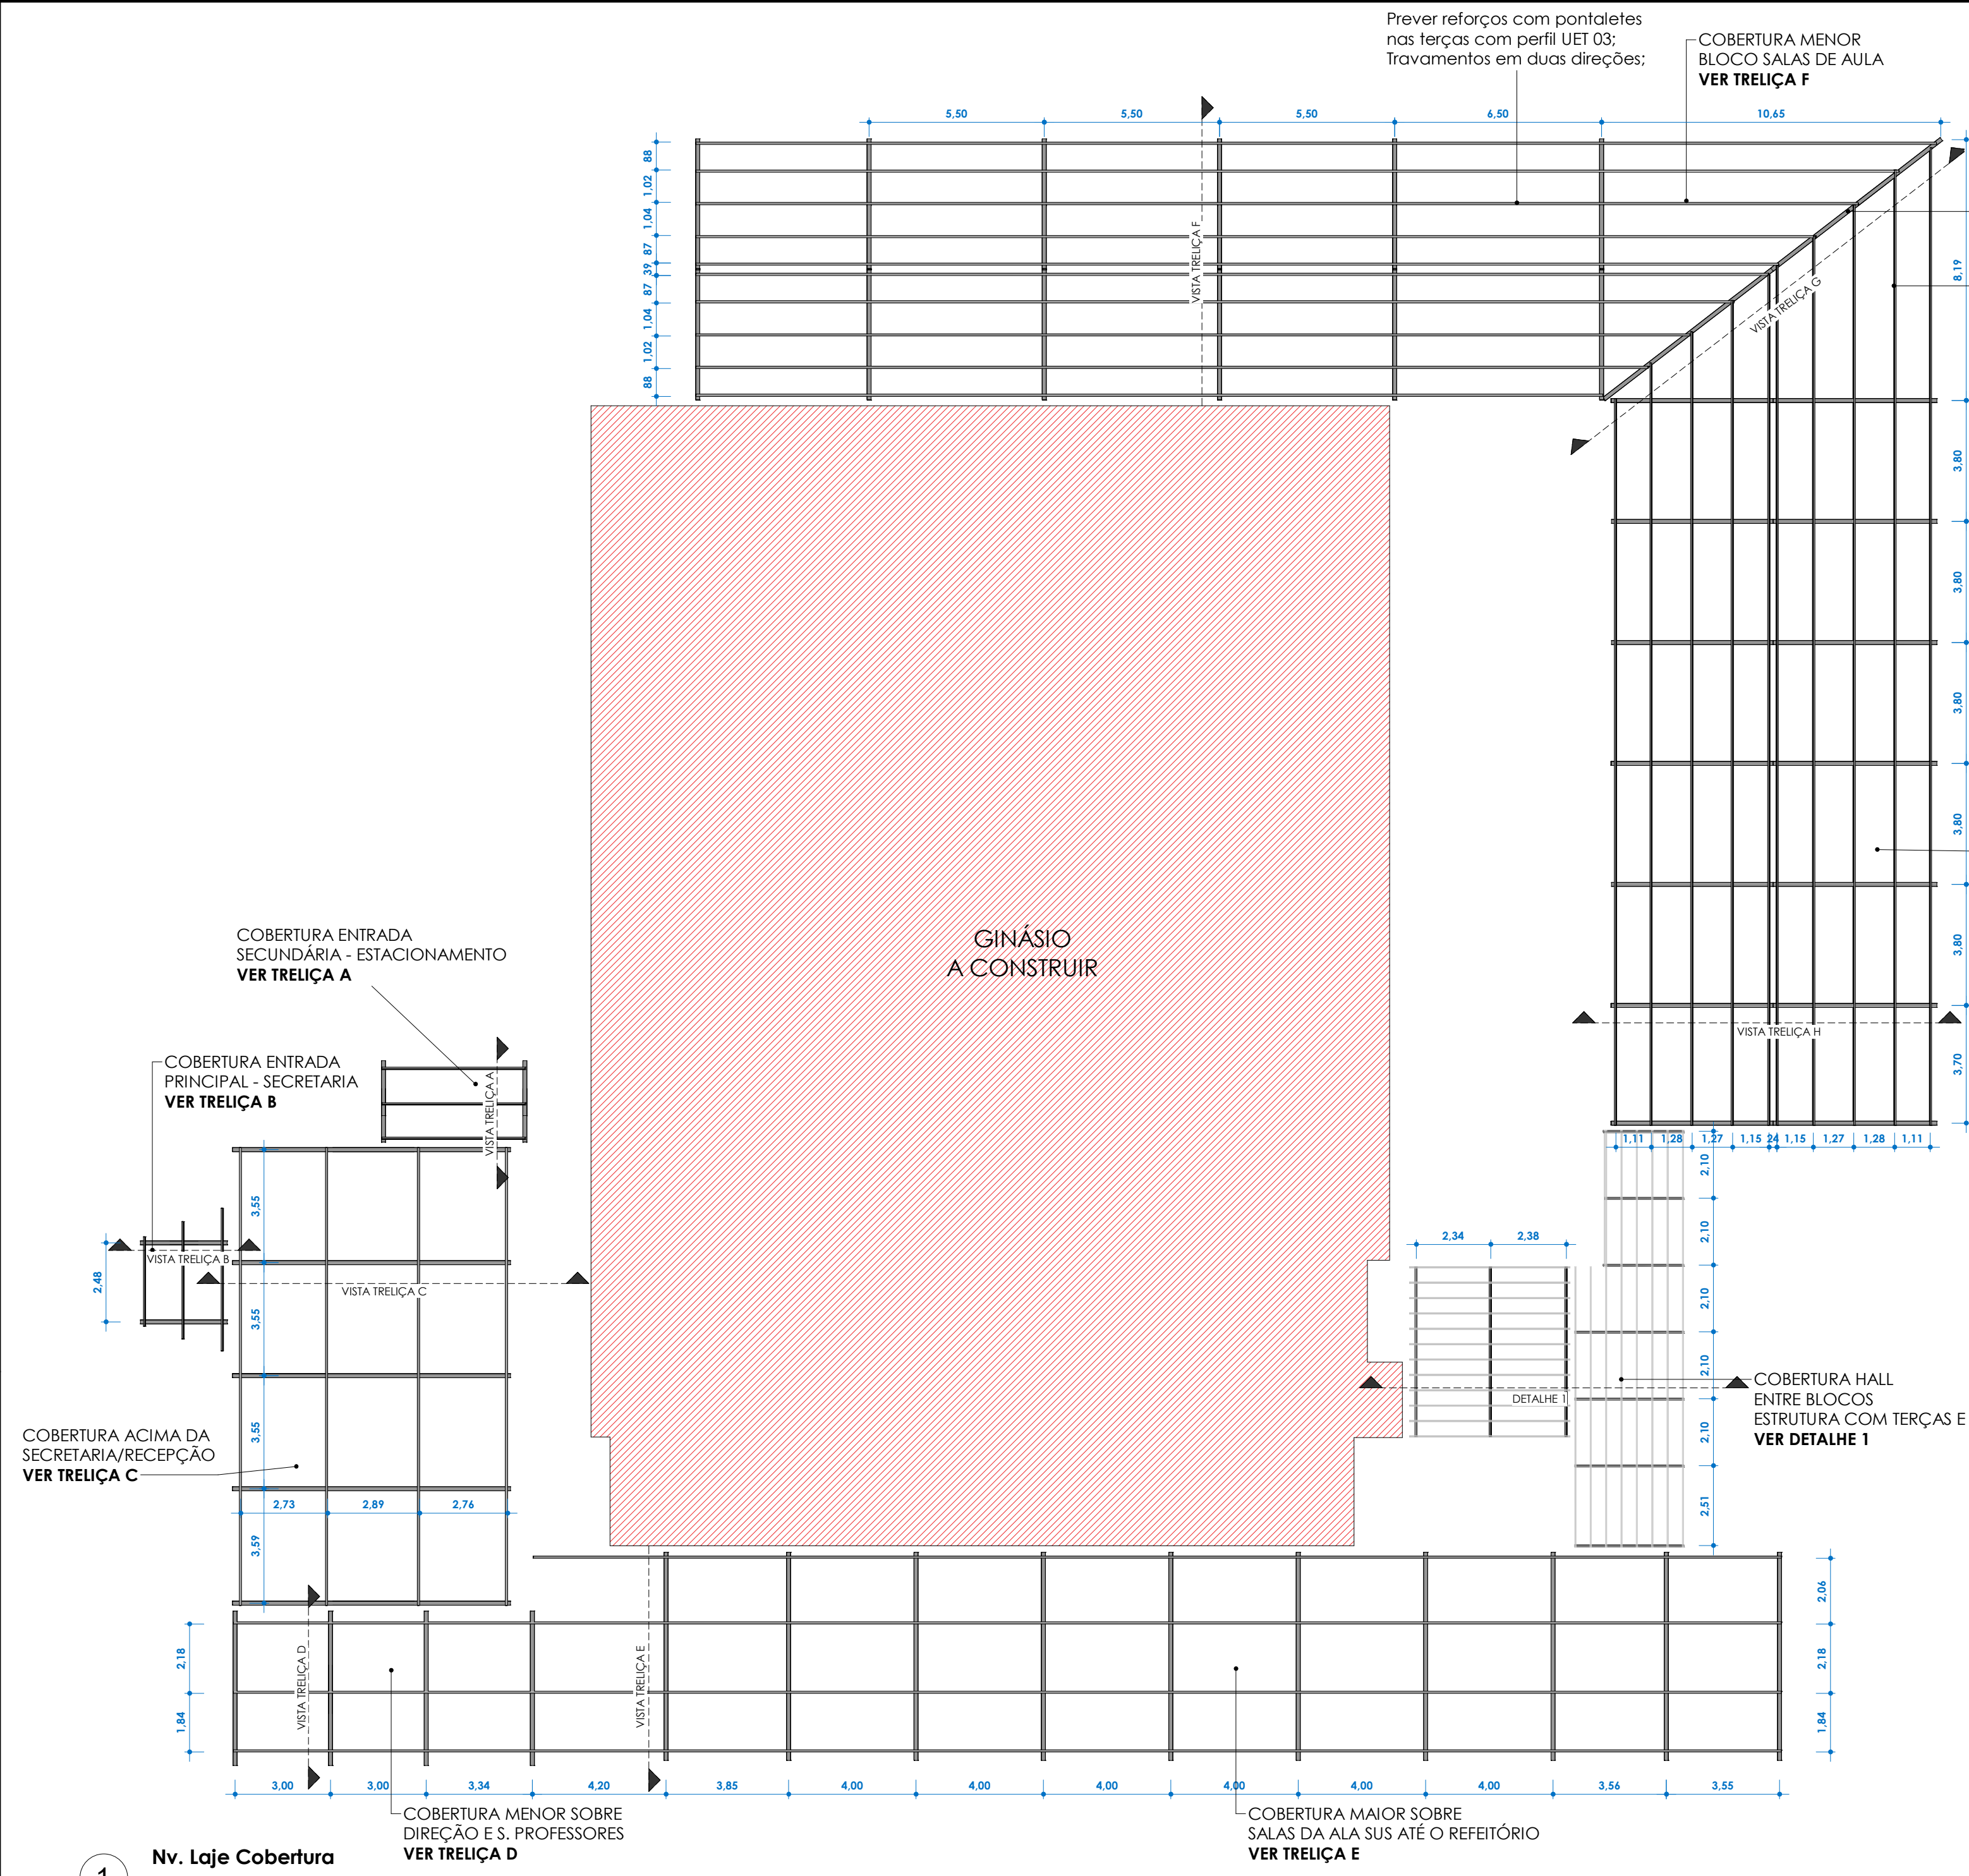 Prever reforços com pontaletes
nas terças com perfil UET 03;
Travamentos em duas direções;
COBERTURA MENOR
BLOCO SALAS DE AULA
VER TRELIÇA F
5,50
5,50
5,50
6,50
10,65
88
1,02
1,04
87
39
87
1,04
1,02
88
VISTA TRELIÇA F
VISTA TRELIÇA G
8,19
3,80
3,80
3,80
3,80
3,80
3,70
VISTA TRELIÇA H
1,11
1,28
1,27
1,15
24
1,15
1,27
1,28
1,11
GINÁSIO
A CONSTRUIR
COBERTURA ENTRADA
SECUNDÁRIA - ESTACIONAMENTO
VER TRELIÇA A
COBERTURA ENTRADA
PRINCIPAL - SECRETARIA
VER TRELIÇA B
VISTA TRELIÇA A
VISTA TRELIÇA B
2,48
VISTA TRELIÇA C
3,55
3,55
3,55
3,59
2,73
2,89
2,76
COBERTURA ACIMA DA
SECRETARIA/RECEPÇÃO
VER TRELIÇA C
2,34
2,38
DETALHE 1
2,10
2,10
2,10
2,10
2,10
2,51
COBERTURA HALL
ENTRE BLOCOS
ESTRUTURA COM TERÇAS E
VER DETALHE 1
2,18
1,84
VISTA TRELIÇA D
VISTA TRELIÇA E
2,06
2,18
1,84
3,00
3,00
3,34
4,20
3,85
4,00
4,00
4,00
4,00
4,00
4,00
3,56
3,55
COBERTURA MENOR SOBRE
DIREÇÃO E S. PROFESSORES
VER TRELIÇA D
COBERTURA MAIOR SOBRE
SALAS DA ALA SUS ATÉ O REFEITÓRIO
VER TRELIÇA E
1
Nv. Laje Cobertura